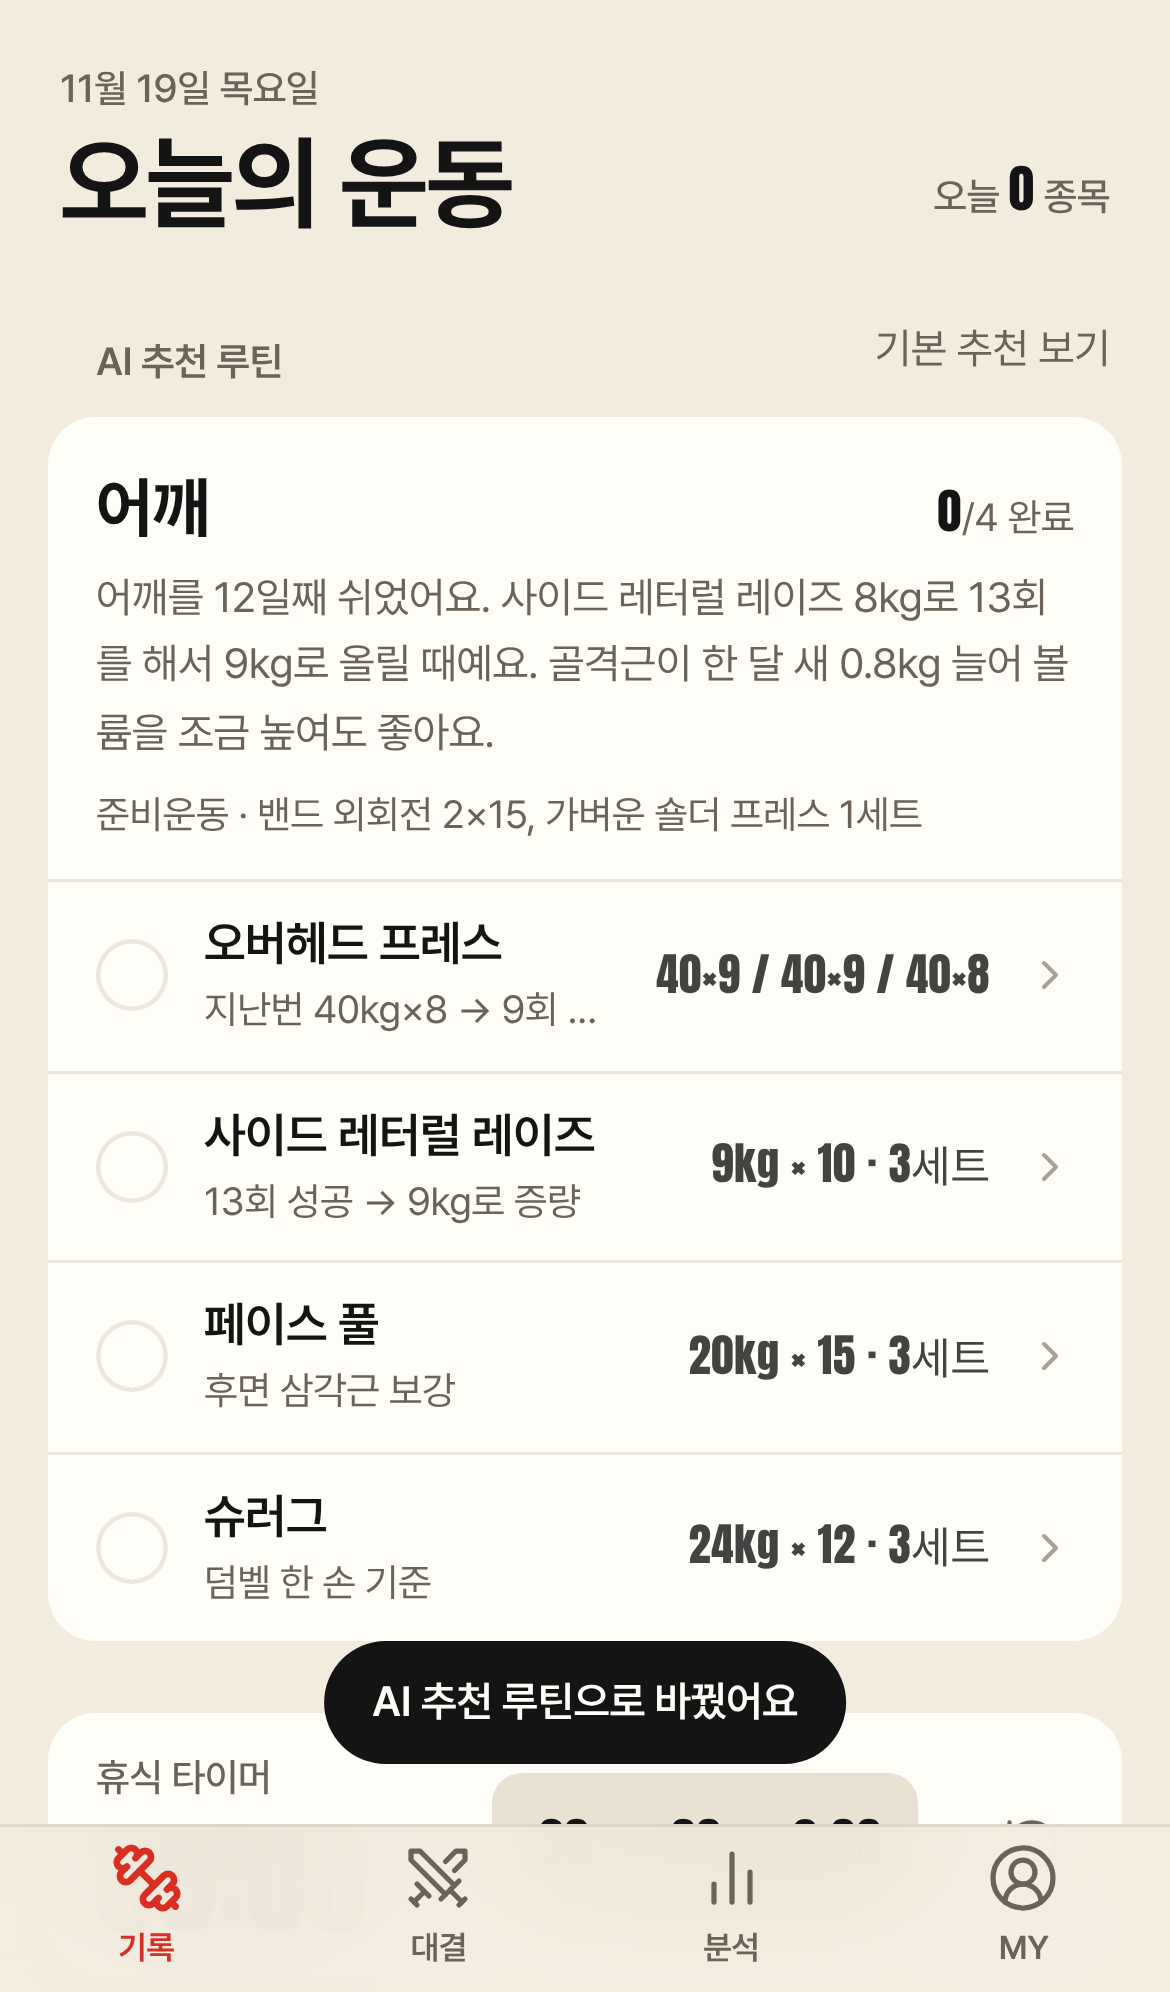 11월 19일 목요일
오늘의 운동
오늘 0 종목
AI 추천 루틴
기본 추천 보기
어깨
0/4 완료
어깨를 12일째 쉬었어요. 사이드 레터럴 레이즈 8kg로 13회
를 해서 9kg로 올릴 때예요. 골격근이 한 달 새 0.8kg 늘어 볼
륨을 조금 높여도 좋아요.
준비운동 · 밴드 외회전 2×15, 가벼운 숄더 프레스 1세트
오버헤드 프레스
40×9 / 40×9 / 40×8
지난번 40kg×8 → 9회 ...
사이드 레터럴 레이즈
9kg × 10 · 3세트
13회 성공 → 9kg로 증량
페이스 풀
20kg × 15 · 3세트
후면 삼각근 보강
슈러그
24kg × 12 · 3세트
덤벨 한 손 기준
AI 추천 루틴으로 바꿨어요
휴식 타이머
기록
대결
분석
MY